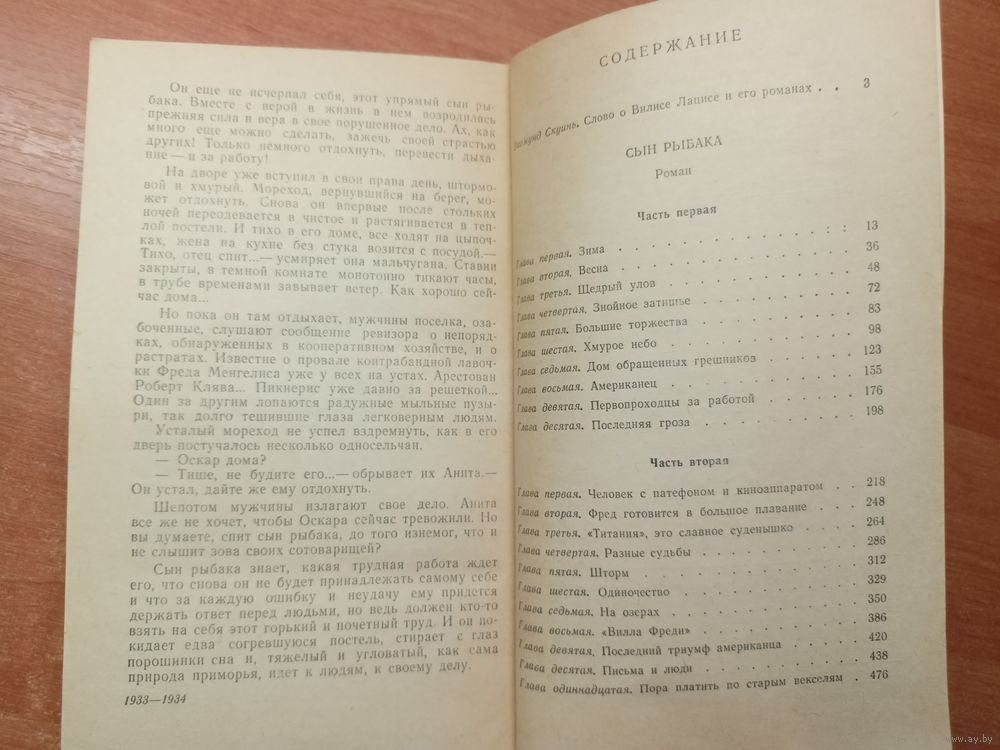 Он еще не исчерпал себя, этот упрямый сын ры-
бака. Вместе с верой в жизнь в нем возродилась
прежняя сила и вера в свое порушенное дело. Ах, как
много еще можно сделать, зажечь своей страстью
других! Только немного отдохнуть, перевести дыха-
ние — и за работу!
На дворе уже вступил в свои права день, штормо-
вой и хмурый. Мореход, вернувшийся на берег, мо-
жет отдохнуть. Снова он впервые после стольких
ночей переодевается в чистое и растягивается в теп-
лой постели. И тихо в его доме, все ходят на цыпоч-
ках, жена на кухне без стука возится с посудой.—
Тихо, отец спит...— усмиряет она мальчугана. Ставни
закрыты, в темной комнате монотонно тикают часы,
в трубе временами завывает ветер. Как хорошо сей-
час дома...
Но пока он там отдыхает, мужчины поселка, оза-
боченные, слушают сообщение ревизора о непоряд-
ках, обнаруженных в кооперативном хозяйстве, и о
растратах. Известие о провале контрабандной лавоч-
ки Фреда Менгелиса уже у всех на устах. Арестован
Роберт Клява... Пикнерис уже давно за решеткой...
Один за другим лопаются радужные мыльные пузы-
ри, так долго тешившие глаза легковерным людям.
Усталый мореход не успел вздремнуть, как в его
дверь постучалось несколько односельчан.
— Оскар дома?
— Тише, не будите его...— обрывает их Анита.—
Он устал, дайте же ему отдохнуть.
Шепотом мужчины излагают свое дело. Анита
все же не хочет, чтобы Оскара сейчас тревожили. Но
вы думаете, спит сын рыбака, до того изнемог, что и
не слышит зова своих сотоварищей?
Сын рыбака знает, какая трудная работа ждет
его, что снова он не будет принадлежать самому себе
и что за каждую ошибку и неудачу ему придется
держать ответ перед людьми, но ведь должен кто-то
взять на себя этот горький и почетный труд. И он по-
кидает едва согревшуюся постель, стирает с глаз
порошинки сна и, тяжелый и угловатый, как сама
природа приморья, идет к людям, к своему делу.
1933—1934
СОДЕРЖАНИЕ
Зигмунд Скуинь. Слово о Вилисе Лацисе и его романах . . 3
СЫН РЫБАКА
Роман
Часть первая
Глава первая. Зима 13
Глава вторая. Весна 36
Глава третья. Щедрый улов 48
Глава четвертая. Знойное затишье 72
Глава пятая. Большие торжества 83
Глава шестая. Хмурое небо 98
Глава седьмая. Дом обращенных грешников 123
Глава восьмая. Американец 155
Глава девятая. Первопроходцы за работой 176
Глава десятая. Последняя гроза 198
Часть вторая
Глава первая. Человек с патефоном и киноаппаратом 218
Глава вторая. Фред готовится в большое плавание 248
Глава третья. «Титания», это славное суденышко 264
Глава четвертая. Разные судьбы 286
Глава пятая. Шторм 312
Глава шестая. Одиночество 329
Глава седьмая. На озерах 350
Глава восьмая. «Вилла Фреди» 386
Глава девятая. Последний триумф американца 420
Глава десятая. Письма и люди 438
Глава одиннадцатая. Пора платить по старым векселям 476
www.ay.by